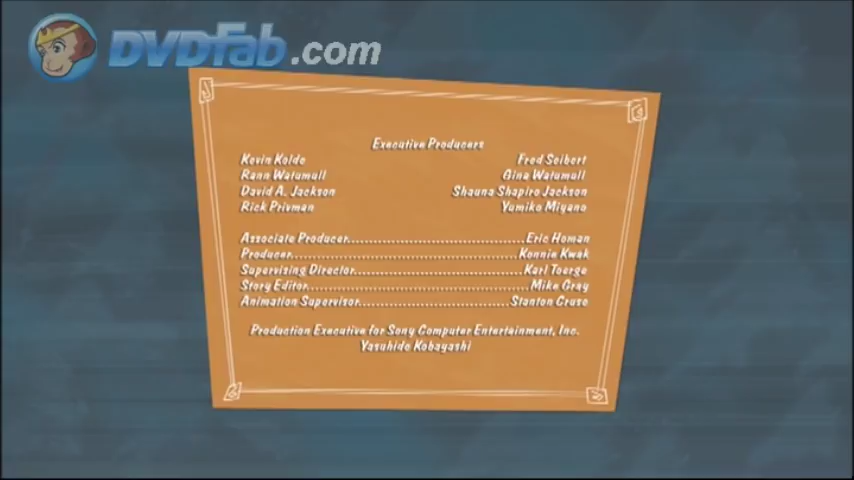 DVDFab.com
Executive Producers
Kevin Kolde Fred Seibert
Rann Watumull Gina Watumull
David A. Jackson Shauna Shapiro Jackson
Rick Privman Yumiko Miyano
Associate Producer........................................Eric Homan
Producer.....................................................Konnie Kwak
Supervising Director.......................................Karl Toerge
Story Editor..................................................Mike Gray
Animation Supervisor....................................Stanton Cruse
Production Executive for Sony Computer Entertainment, Inc.
Yasuhide Kobayashi